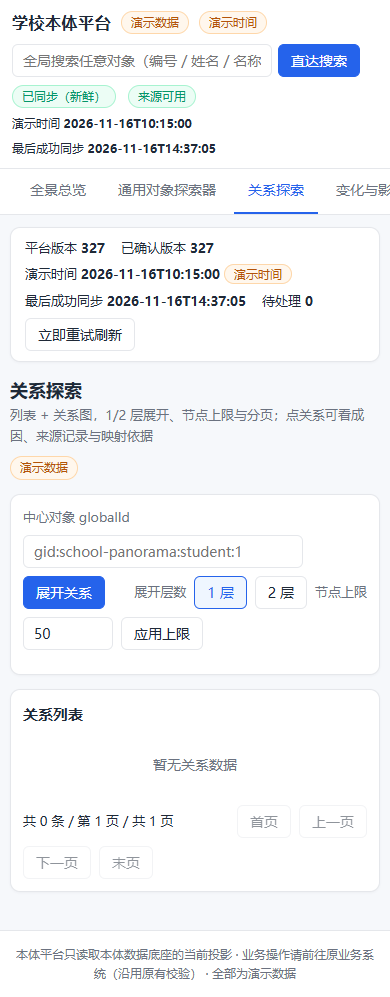 学校本体平台 演示数据 演示时间
全局搜索任意对象（编号 / 姓名 / 名称 直达搜索
已同步（新鲜） 来源可用
演示时间 2026-11-16T10:15:00
最后成功同步 2026-11-16T14:37:05
全景总览 通用对象探索器 关系探索 变化与影
平台版本 327 已确认版本 327
演示时间 2026-11-16T10:15:00 演示时间
最后成功同步 2026-11-16T14:37:05 待处理 0
立即重试刷新
关系探索
列表 + 关系图，1/2 层展开、节点上限与分页；点关系可看成
因、来源记录与映射依据
演示数据
中心对象 globalId
gid:school-panorama:student:1
展开关系 展开层数 1 层 2 层 节点上限
50 应用上限
关系列表
暂无关系数据
共 0 条 / 第 1 页 / 共 1 页 首页 上一页
下一页 末页
本体平台只读取本体数据底座的当前投影 · 业务操作请前往原业务系
统（沿用原有校验） · 全部为演示数据